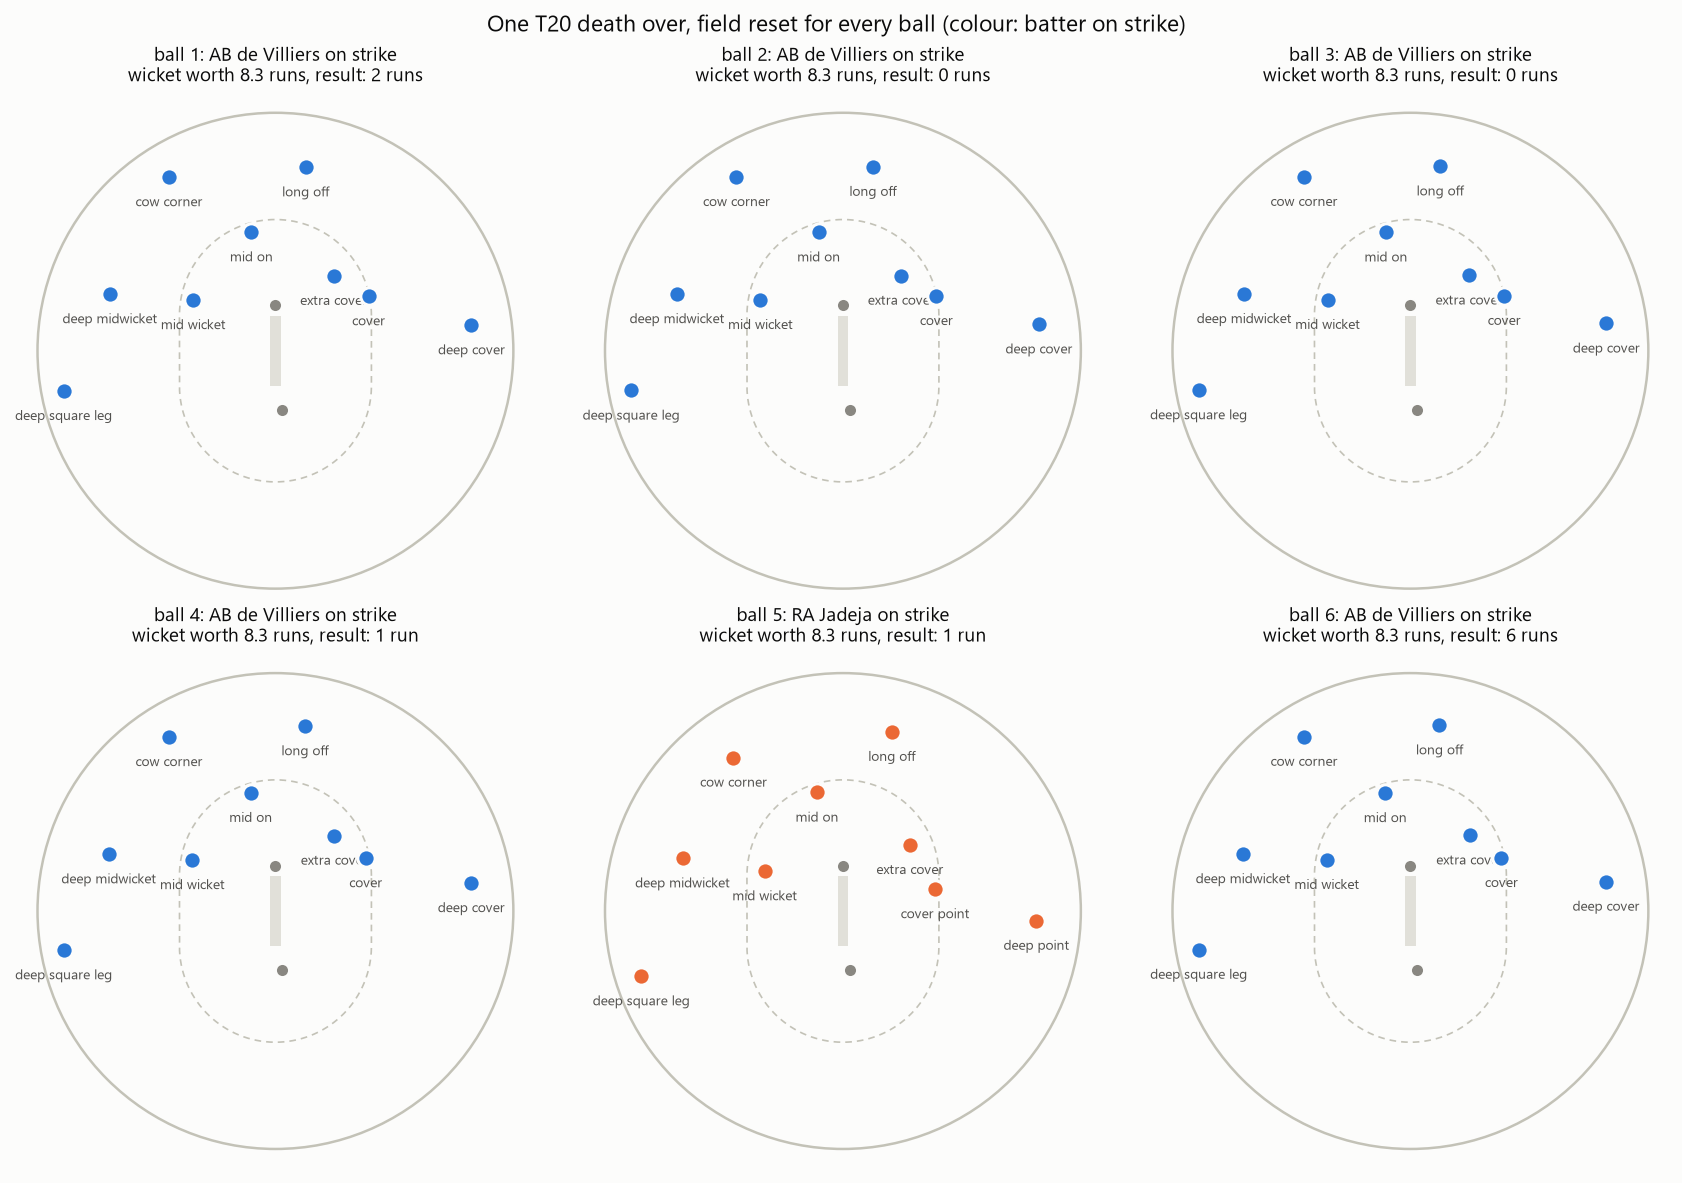 One T20 death over, field reset for every ball (colour: batter on strike)
ball 1: AB de Villiers on strike
wicket worth 8.3 runs, result: 2 runs
cow corner
long off
mid on
extra cove
deep midwicket
mid wicket
cover
deep cover
deep square leg
ball 2: AB de Villiers on strike
wicket worth 8.3 runs, result: 0 runs
cow corner
long off
mid on
extra cove
deep midwicket
mid wicket
cover
deep cover
deep square leg
ball 3: AB de Villiers on strike
wicket worth 8.3 runs, result: 0 runs
cow corner
long off
mid on
extra cove
deep midwicket
mid wicket
cover
deep cover
deep square leg
ball 4: AB de Villiers on strike
wicket worth 8.3 runs, result: 1 run
cow corner
long off
mid on
extra cov
deep midwicket
mid wicket
cover
deep cover
deep square leg
ball 5: RA Jadeja on strike
wicket worth 8.3 runs, result: 1 run
long off
cow corner
mid on
extra cover
deep midwicket
mid wicket
cover point
deep point
deep square leg
ball 6: AB de Villiers on strike
wicket worth 8.3 runs, result: 6 runs
cow corner
long off
mid on
extra cov
deep midwicket
mid wicket
cover
deep cover
deep square leg